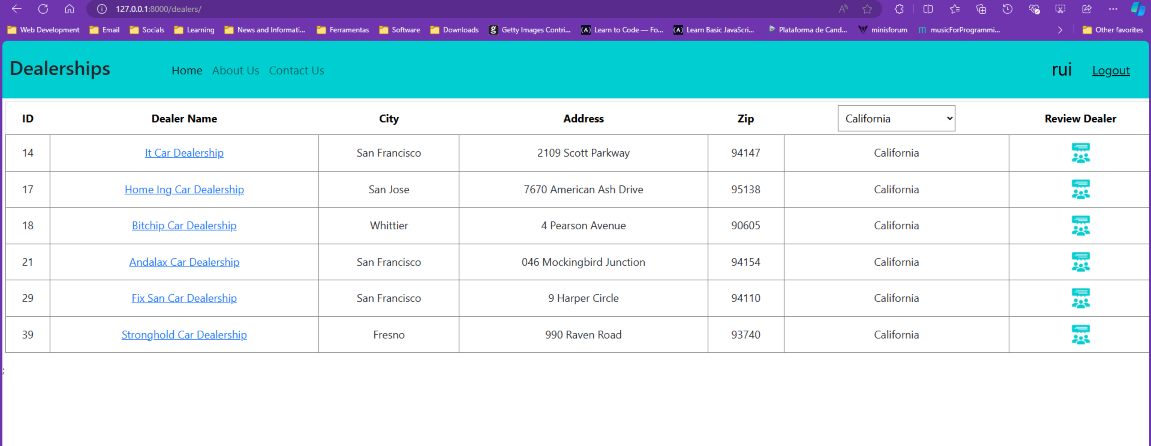 127.0.0.1:8000/dealers/
Web Development Email Socials Learning News and Informati... Ferramentas Software Downloads Getty Images Contri... Learn to Code — Fo... Learn Basic JavaScri... Plataforma de Cand... minisforum musicForProgrammi... Other favorites
Dealerships Home About Us Contact Us rui Logout
ID Dealer Name City Address Zip California Review Dealer
14 It Car Dealership San Francisco 2109 Scott Parkway 94147 California
17 Home Ing Car Dealership San Jose 7670 American Ash Drive 95138 California
18 Bitchip Car Dealership Whittier 4 Pearson Avenue 90605 California
21 Andalax Car Dealership San Francisco 046 Mockingbird Junction 94154 California
29 Fix San Car Dealership San Francisco 9 Harper Circle 94110 California
39 Stronghold Car Dealership Fresno 990 Raven Road 93740 California
;